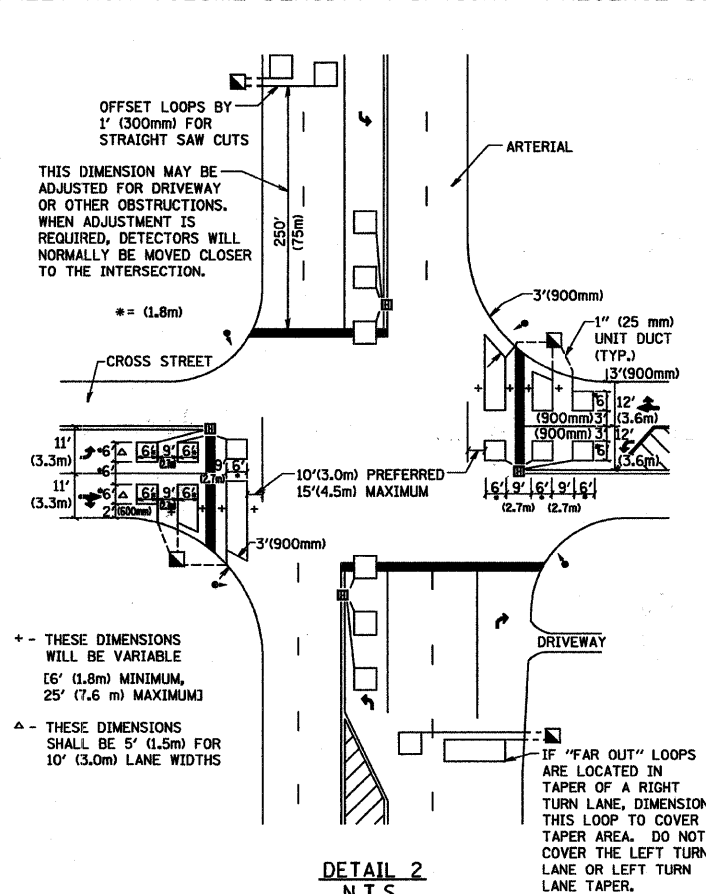 OFFSET LOOPS BY
1' (300mm) FOR
STRAIGHT SAW CUTS
THIS DIMENSION MAY BE
ADJUSTED FOR DRIVEWAY
OR OTHER OBSTRUCTIONS.
WHEN ADJUSTMENT IS
REQUIRED, DETECTORS WILL
NORMALLY BE MOVED CLOSER
TO THE INTERSECTION.
250'
(75m)
ARTERIAL
*= (1.8m)
3'(900mm)
1" (25 mm)
UNIT DUCT
(TYP.)
CROSS STREET
3'(900mm)
*6
12'
(3.6m)
(900mm)3'
(900mm)3'
12'
*6
(3.6m)
11'
(3.3m)
*6' △ 6' 9' 6'
(2.7m)
*6'
9' 6'
(2.7m)
11'
(3.3m)
*6' △ 6' 9' 6'
2' (600mm)
10'(3.0m) PREFERRED
15'(4.5m) MAXIMUM
6' 9' 6' 9' 6'
(2.7m) (2.7m)
3'(900mm)
+ - THESE DIMENSIONS
WILL BE VARIABLE
[6' (1.8m) MINIMUM,
25' (7.6 m) MAXIMUM]
△ - THESE DIMENSIONS
SHALL BE 5' (1.5m) FOR
10' (3.0m) LANE WIDTHS
DRIVEWAY
IF "FAR OUT" LOOPS
ARE LOCATED IN
TAPER OF A RIGHT
TURN LANE, DIMENSION
THIS LOOP TO COVER
TAPER AREA. DO NOT
COVER THE LEFT TURN
LANE OR LEFT TURN
LANE TAPER.
DETAIL 2
N.T.S.